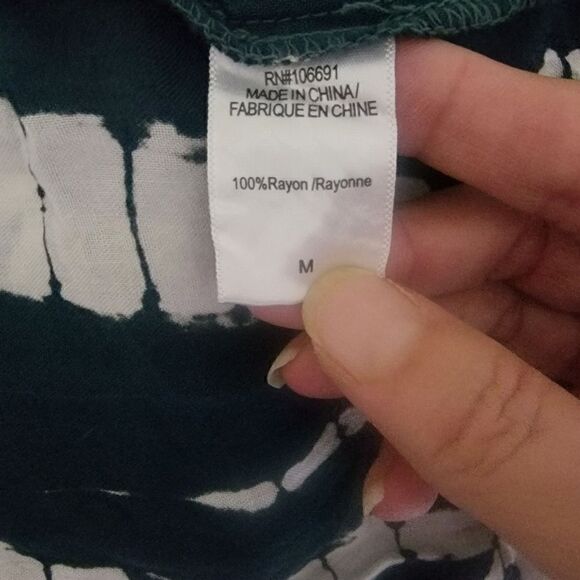 RN#106691
MADE IN CHINA/
FABRIQUE EN CHINE
100%Rayon /Rayonne
M